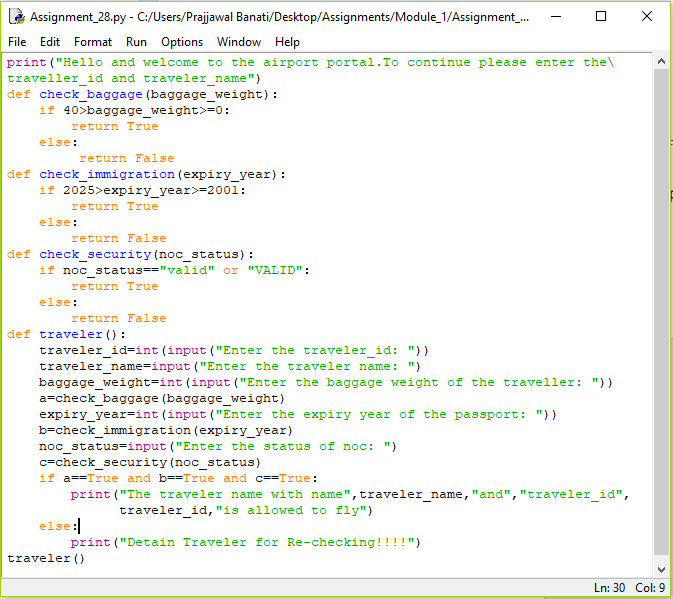 Assignment_28.py - C:/Users/Prajjawal Banati/Desktop/Assignments/Module_1/Assignment_...
File Edit Format Run Options Window Help
print("Hello and welcome to the airport portal.To continue please enter the\
traveller_id and traveler_name")
def check_baggage(baggage_weight):
    if 40>baggage_weight>=0:
        return True
    else:
         return False
def check_immigration(expiry_year):
    if 2025>expiry_year>=2001:
        return True
    else:
        return False
def check_security(noc_status):
    if noc_status=="valid" or "VALID":
        return True
    else:
        return False
def traveler():
    traveler_id=int(input("Enter the traveler_id: "))
    traveler_name=input("Enter the traveler name: ")
    baggage_weight=int(input("Enter the baggage weight of the traveller: "))
    a=check_baggage(baggage_weight)
    expiry_year=int(input("Enter the expiry year of the passport: "))
    b=check_immigration(expiry_year)
    noc_status=input("Enter the status of noc: ")
    c=check_security(noc_status)
    if a==True and b==True and c==True:
        print("The traveler name with name",traveler_name,"and","traveler_id",
              traveler_id,"is allowed to fly")
    else:
        print("Detain Traveler for Re-checking!!!!")
traveler()
Ln: 30 Col: 9